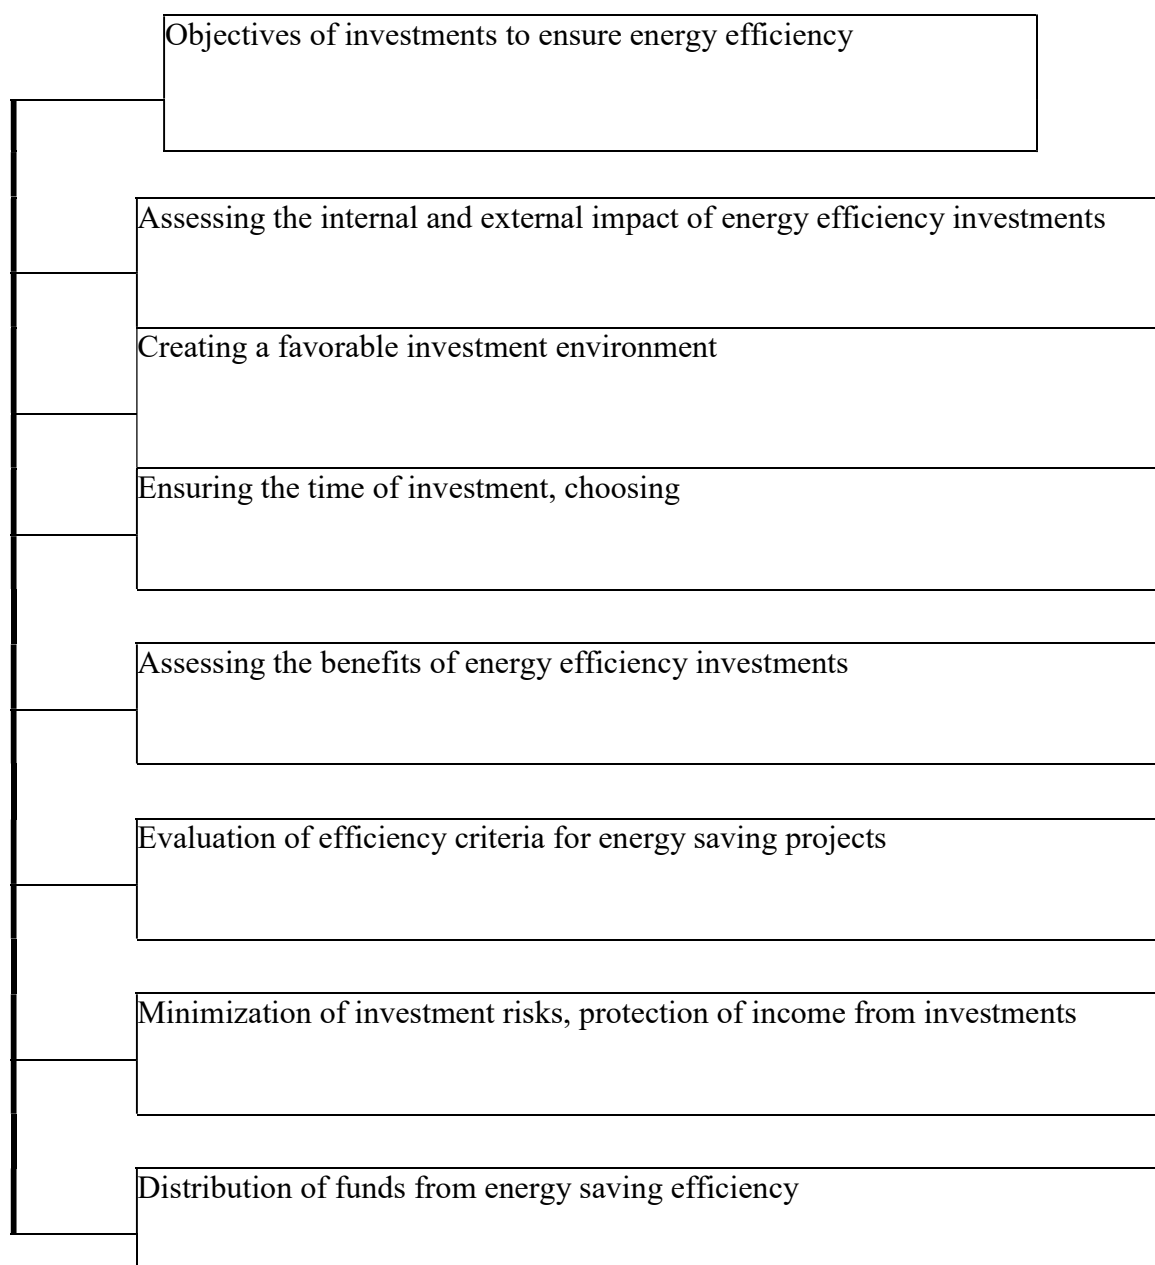 Objectives of investments to ensure energy efficiency
Assessing the internal and external impact of energy efficiency investments
Creating a favorable investment environment
Ensuring the time of investment, choosing
Assessing the benefits of energy efficiency investments
Evaluation of efficiency criteria for energy saving projects
Minimization of investment risks, protection of income from investments
Distribution of funds from energy saving efficiency